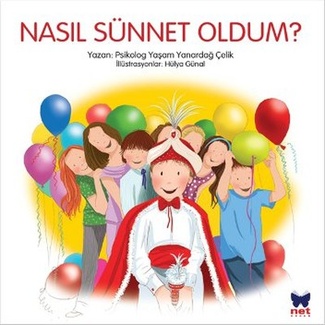 NASIL SÜNNET OLDUM?
Yazan: Psikolog Yaşam Yanardağ Çelik
İllüstrasyonlar: Hülya Günal
net